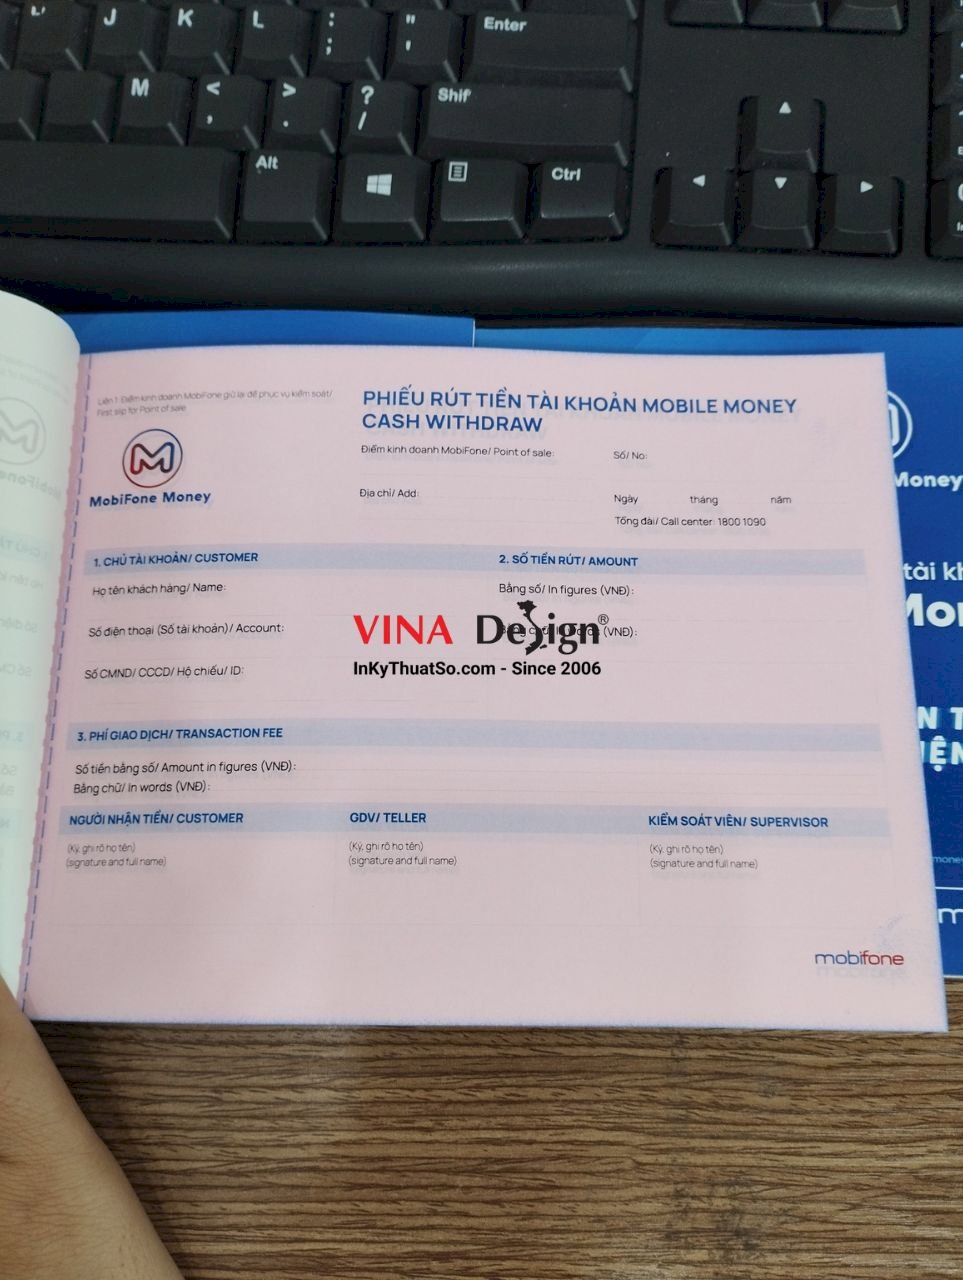 J K L : ; " ' Enter
M < , > . ? / Shif
Alt Ctrl
Liên 1: Điểm kinh doanh MobiFone giữ lại để phục vụ kiểm soát/
First slip for Point of sale
MobiFone Money
PHIẾU RÚT TIỀN TÀI KHOẢN MOBILE MONEY
CASH WITHDRAW
Điểm kinh doanh MobiFone/ Point of sale:
Số/ No:
Địa chỉ/ Add:
Ngày tháng năm
Tổng đài/ Call center: 1800 1090
1. CHỦ TÀI KHOẢN/ CUSTOMER
2. SỐ TIỀN RÚT/ AMOUNT
Họ tên khách hàng/ Name:
Bằng số/ In figures (VNĐ):
Số điện thoại (Số tài khoản)/ Account:
(VNĐ):
Số CMND/ CCCD/ Hộ chiếu/ ID:
VINA Design®
InKyThuatSo.com - Since 2006
3. PHÍ GIAO DỊCH/ TRANSACTION FEE
Số tiền bằng số/ Amount in figures (VNĐ):
Bằng chữ/ In words (VNĐ):
NGƯỜI NHẬN TIỀN/ CUSTOMER
GDV/ TELLER
KIỂM SOÁT VIÊN/ SUPERVISOR
(Ký, ghi rõ họ tên)
(signature and full name)
(Ký, ghi rõ họ tên)
(signature and full name)
(Ký, ghi rõ họ tên)
(signature and full name)
mobifone
Money
tài kh